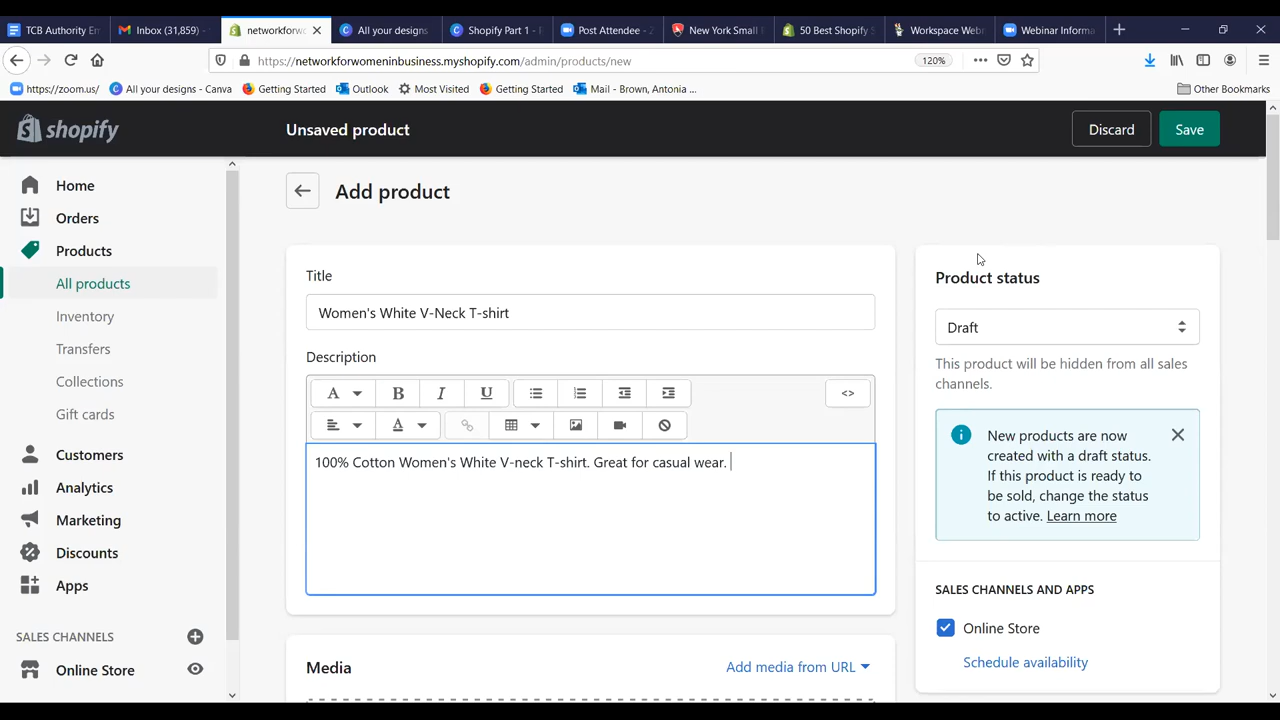 TCB Authority E
Inbox (31,859)
networkforwo
All your designs
Shopify Part 1 -
Post Attendee -
New York Small
50 Best Shopify
Workspace Web
Webinar Informa
https://networkforwomeninbusiness.myshopify.com/admin/products/new
120%
https://zoom.us/
All your designs - Canva
Getting Started
Outlook
Most Visited
Getting Started
Mail - Brown, Antonia ...
Other Bookmarks
shopify
Unsaved product
Discard
Save
Home
Orders
Products
All products
Inventory
Transfers
Collections
Gift cards
Customers
Analytics
Marketing
Discounts
Apps
SALES CHANNELS
Online Store
Add product
Title
Women's White V-Neck T-shirt
Description
A
B
I
U
<>
A
100% Cotton Women's White V-neck T-shirt. Great for casual wear.
Media
Add media from URL
Product status
Draft
This product will be hidden from all sales
channels.
New products are now
created with a draft status.
If this product is ready to
be sold, change the status
to active. Learn more
SALES CHANNELS AND APPS
Online Store
Schedule availability